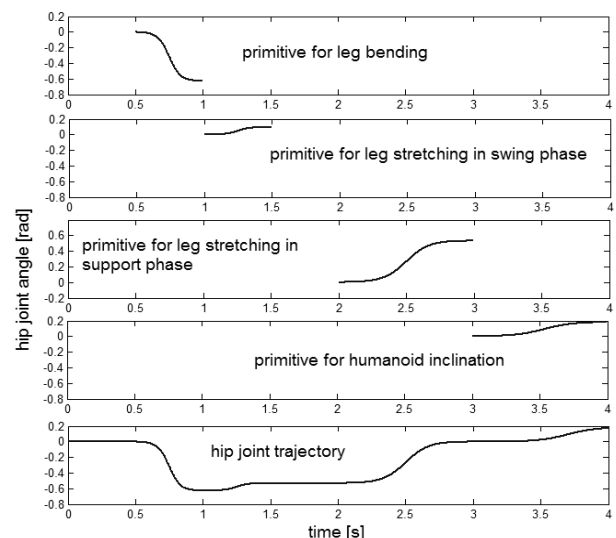 0.2
0
-0.2
-0.4
-0.6
-0.8
primitive for leg bending
0 0.5 1 1.5 2 2.5 3 3.5 4
0.2
0
-0.2
-0.4
-0.6
-0.8
primitive for leg stretching in swing phase
0 0.5 1 1.5 2 2.5 3 3.5 4
hip joint angle [rad]
0.6
0.4
0.2
0
-0.2
primitive for leg stretching in
support phase
0 0.5 1 1.5 2 2.5 3 3.5 4
0.2
0
-0.2
-0.4
-0.6
-0.8
primitive for humanoid inclination
0 0.5 1 1.5 2 2.5 3 3.5 4
0.2
0
-0.2
-0.4
-0.6
-0.8
hip joint trajectory
0 0.5 1 1.5 2 2.5 3 3.5 4
time [s]